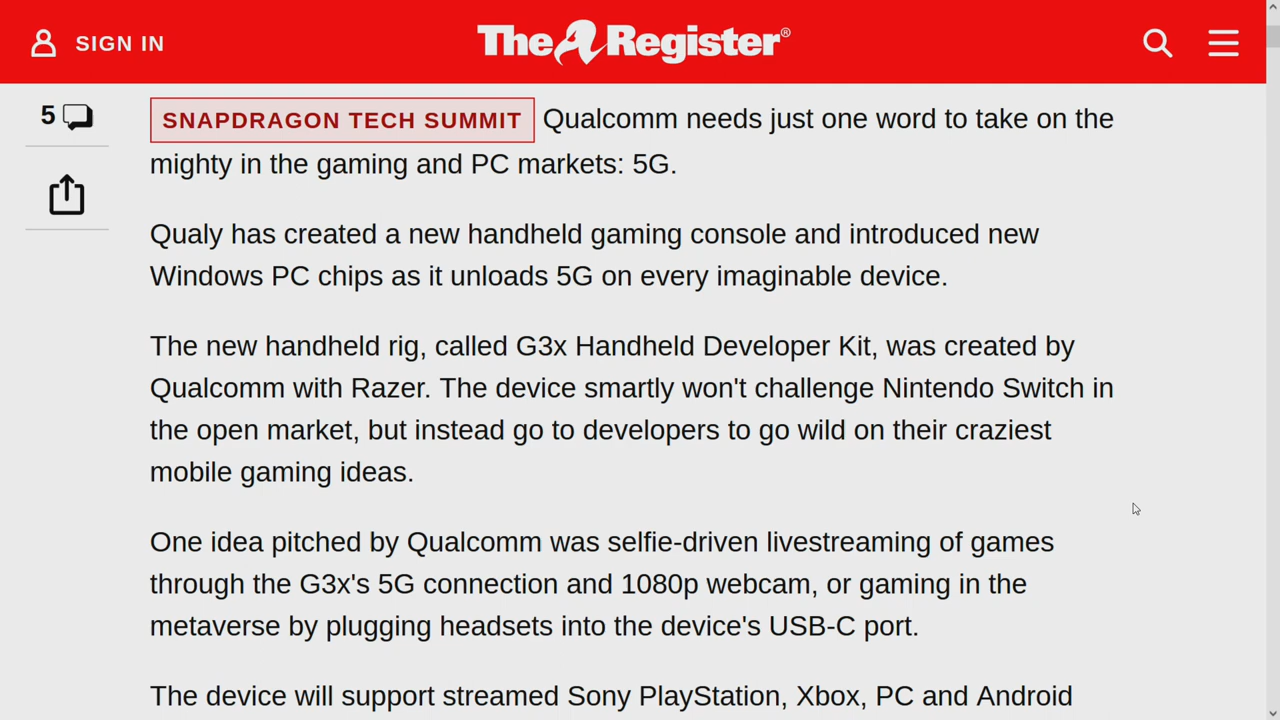 SIGN IN
The Register®
5
SNAPDRAGON TECH SUMMIT Qualcomm needs just one word to take on the
mighty in the gaming and PC markets: 5G.
Qualy has created a new handheld gaming console and introduced new
Windows PC chips as it unloads 5G on every imaginable device.
The new handheld rig, called G3x Handheld Developer Kit, was created by
Qualcomm with Razer. The device smartly won't challenge Nintendo Switch in
the open market, but instead go to developers to go wild on their craziest
mobile gaming ideas.
One idea pitched by Qualcomm was selfie-driven livestreaming of games
through the G3x's 5G connection and 1080p webcam, or gaming in the
metaverse by plugging headsets into the device's USB-C port.
The device will support streamed Sony PlayStation, Xbox, PC and Android